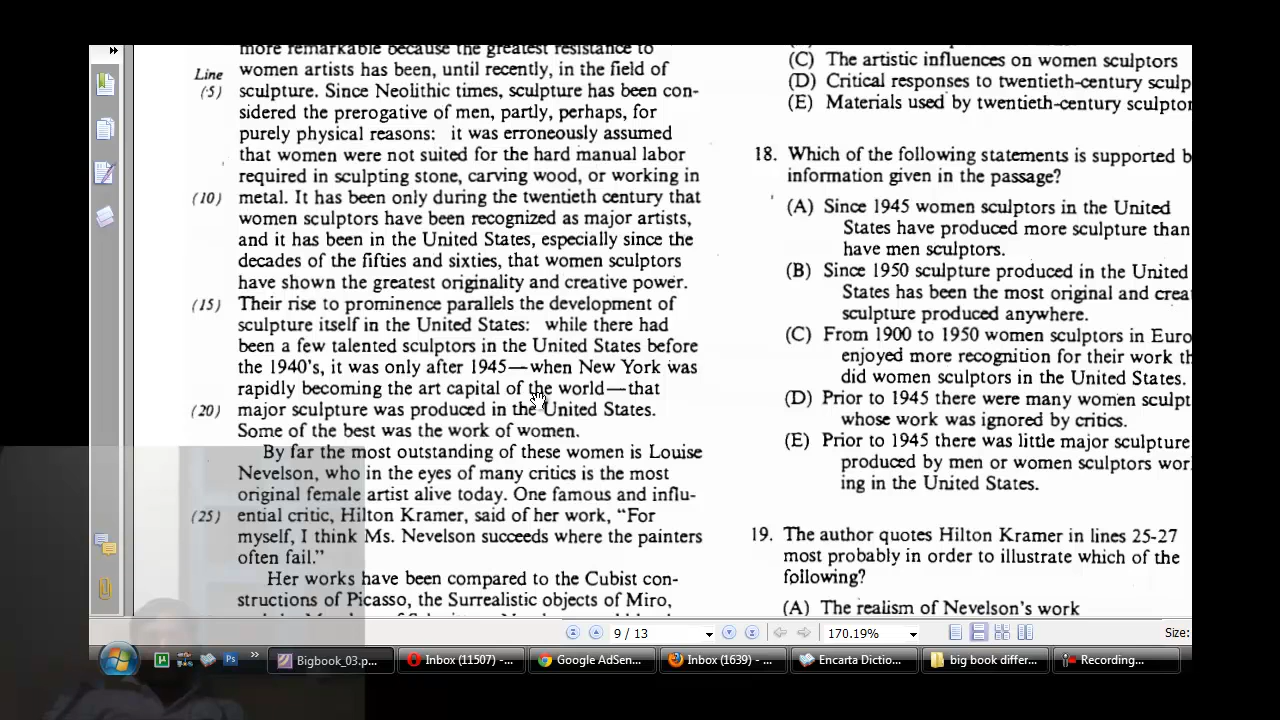 more remarkable because the greatest resistance to
Line women artists has been, until recently, in the field of
(5) sculpture. Since Neolithic times, sculpture has been con-
sidered the prerogative of men, partly, perhaps, for
purely physical reasons: it was erroneously assumed
that women were not suited for the hard manual labor
required in sculpting stone, carving wood, or working in
(10) metal. It has been only during the twentieth century that
women sculptors have been recognized as major artists,
and it has been in the United States, especially since the
decades of the fifties and sixties, that women sculptors
have shown the greatest originality and creative power.
(15) Their rise to prominence parallels the development of
sculpture itself in the United States: while there had
been a few talented sculptors in the United States before
the 1940's, it was only after 1945—when New York was
rapidly becoming the art capital of the world—that
(20) major sculpture was produced in the United States.
Some of the best was the work of women.
By far the most outstanding of these women is Louise
Nevelson, who in the eyes of many critics is the most
original female artist alive today. One famous and influ-
(25) ential critic, Hilton Kramer, said of her work, “For
myself, I think Ms. Nevelson succeeds where the painters
often fail.”
Her works have been compared to the Cubist con-
structions of Picasso, the Surrealistic objects of Miro,
(C) The artistic influences on women sculptors
(D) Critical responses to twentieth-century sculp
(E) Materials used by twentieth-century sculptor
18. Which of the following statements is supported b
information given in the passage?
(A) Since 1945 women sculptors in the United
States have produced more sculpture than
have men sculptors.
(B) Since 1950 sculpture produced in the United
States has been the most original and crea
sculpture produced anywhere.
(C) From 1900 to 1950 women sculptors in Euro
enjoyed more recognition for their work th
did women sculptors in the United States.
(D) Prior to 1945 there were many women sculpt
whose work was ignored by critics.
(E) Prior to 1945 there was little major sculpture
produced by men or women sculptors wor
ing in the United States.
19. The author quotes Hilton Kramer in lines 25-27
most probably in order to illustrate which of the
following?
(A) The realism of Nevelson's work
9 / 13 170.19% Size:
Bigbook_03.p... Inbox (11507) -... Google AdSen... Inbox (1639) - ... Encarta Dictio... big book differ... Recording...